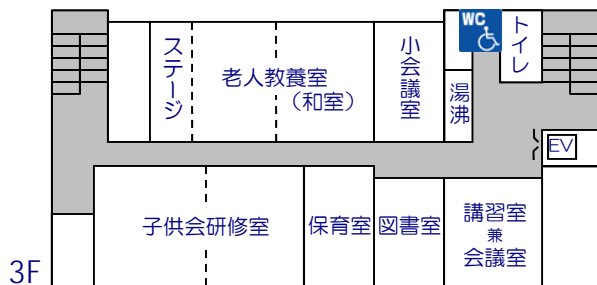 ステージ
老人教養室
(和室)
小会議室
WC
トイレ
湯沸
EV
子供会研修室
保育室
図書室
講習室
兼
会議室
3F